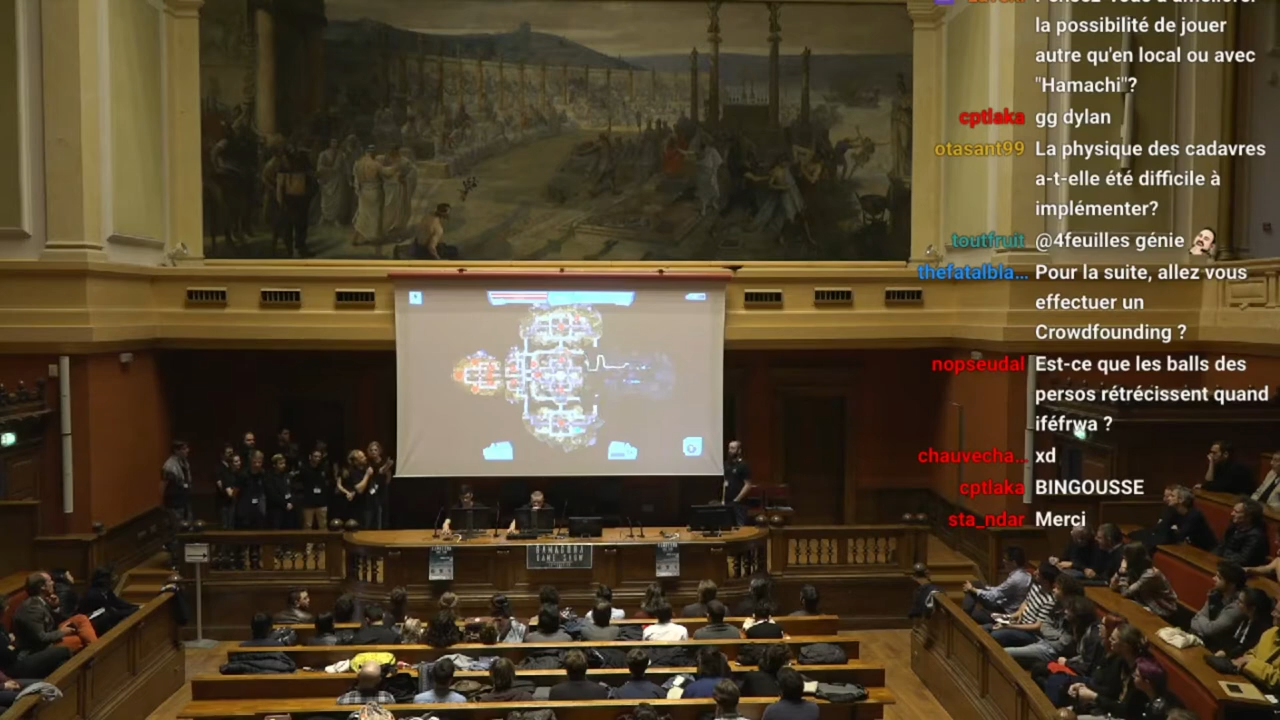 la possibilité de jouer
autre qu'en local ou avec
"Hamachi"?
cptlaka gg dylan
otasant99 La physique des cadavres
a-t-elle été difficile à
implémenter?
toutfruit @4feuilles génie
thefatalbla... Pour la suite, allez vous
effectuer un
Crowdfounding ?
nopseudal Est-ce que les balls des
persos rétrécissent quand
iféfrwa ?
chauvecha... xd
cptlaka BINGOUSSE
sta_ndar Merci